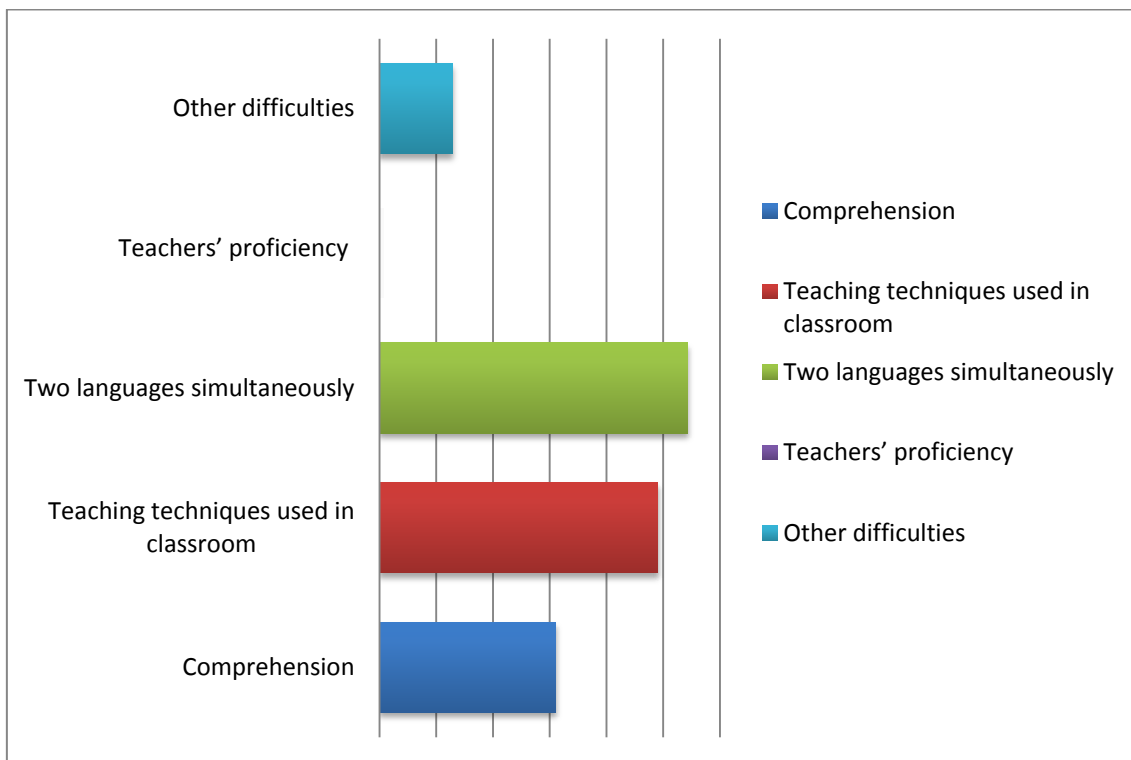 Other difficulties
Teachers’ proficiency
Two languages simultaneously
Teaching techniques used in
classroom
Comprehension
Comprehension
Teaching techniques used in
classroom
Two languages simultaneously
Teachers’ proficiency
Other difficulties